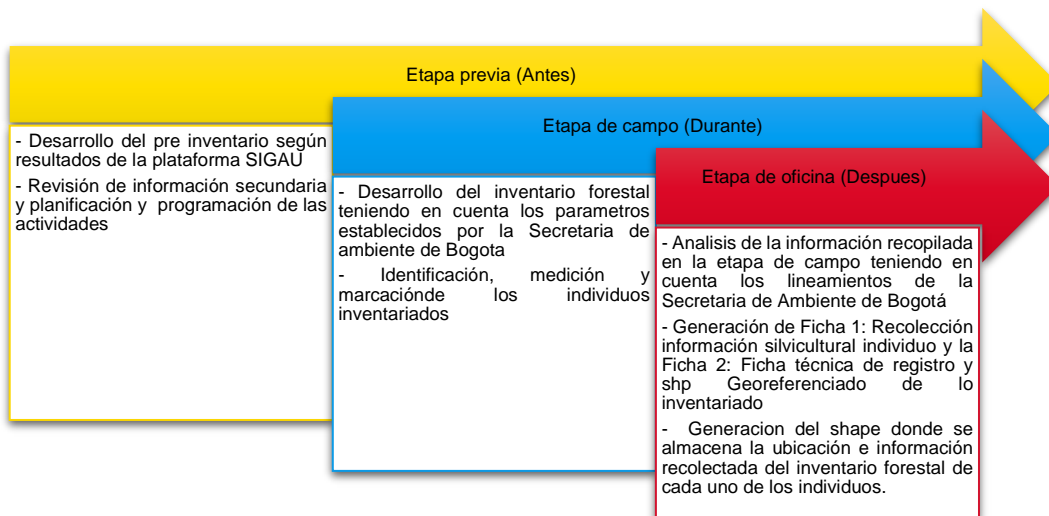 Etapa previa (Antes)
- Desarrollo del pre inventario según
resultados de la plataforma SIGAU
- Revisión de información secundaria
y planificación y programación de las
actividades
Etapa de campo (Durante)
- Desarrollo del inventario forestal
teniendo en cuenta los parametros
establecidos por la Secretaria de
ambiente de Bogota
- Identificación, medición y
marcaciónde los individuos
inventariados
Etapa de oficina (Despues)
- Analisis de la información recopilada
en la etapa de campo teniendo en
cuenta los lineamientos de la
Secretaria de Ambiente de Bogotá
- Generación de Ficha 1: Recolección
información silvicultural individuo y la
Ficha 2: Ficha técnica de registro y
shp Georeferenciado de lo
inventariado
- Generacion del shape donde se
almacena la ubicación e información
recolectada del inventario forestal de
cada uno de los individuos.